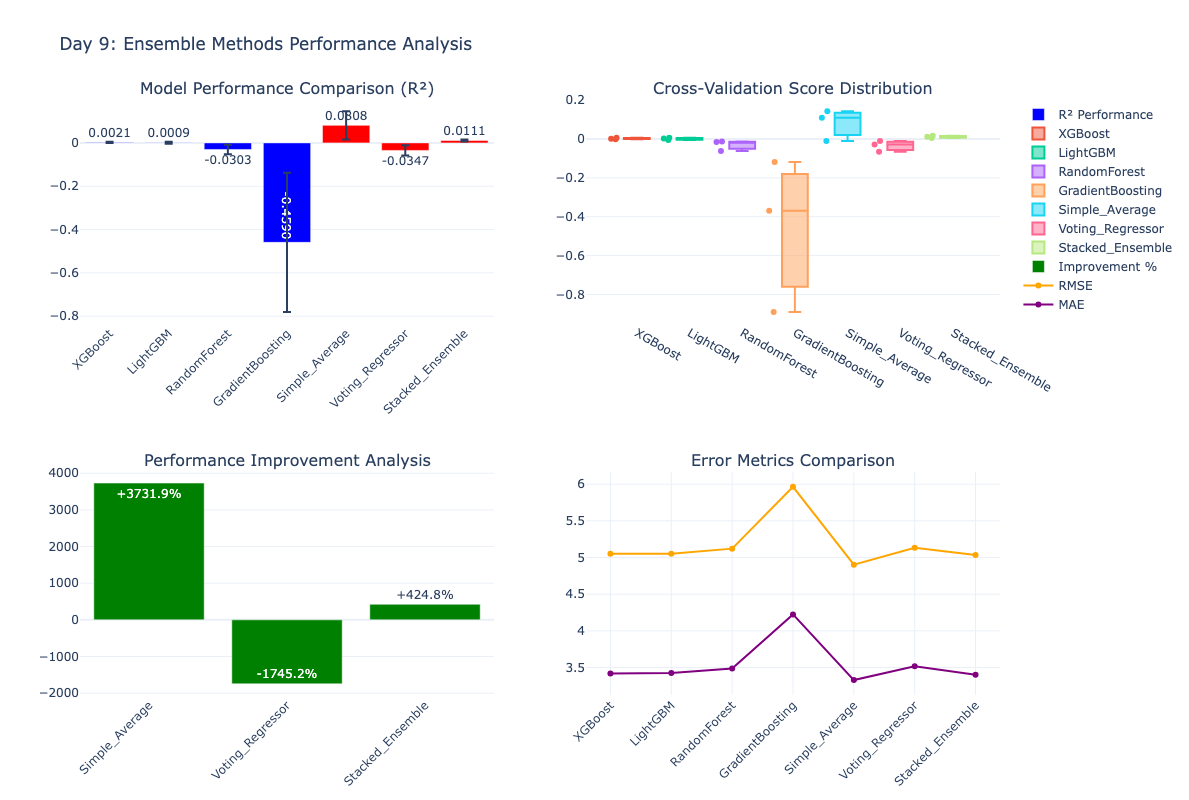 Day 9: Ensemble Methods Performance Analysis
Model Performance Comparison (R²)
0.0021
0.0009
−0.0303
−0.4590
0.0808
−0.0347
0.0111
0
−0.2
−0.4
−0.6
−0.8
XGBoost
LightGBM
RandomForest
GradientBoosting
Simple_Average
Voting_Regressor
Stacked_Ensemble
Cross-Validation Score Distribution
0.2
0
−0.2
−0.4
−0.6
−0.8
XGBoost
LightGBM
RandomForest
GradientBoosting
Simple_Average
Voting_Regressor
Stacked_Ensemble
R² Performance
XGBoost
LightGBM
RandomForest
GradientBoosting
Simple_Average
Voting_Regressor
Stacked_Ensemble
Improvement %
RMSE
MAE
Performance Improvement Analysis
4000
3000
2000
1000
0
−1000
−2000
+3731.9%
-1745.2%
+424.8%
Simple_Average
Voting_Regressor
Stacked_Ensemble
Error Metrics Comparison
6
5.5
5
4.5
4
3.5
XGBoost
LightGBM
RandomForest
GradientBoosting
Simple_Average
Voting_Regressor
Stacked_Ensemble